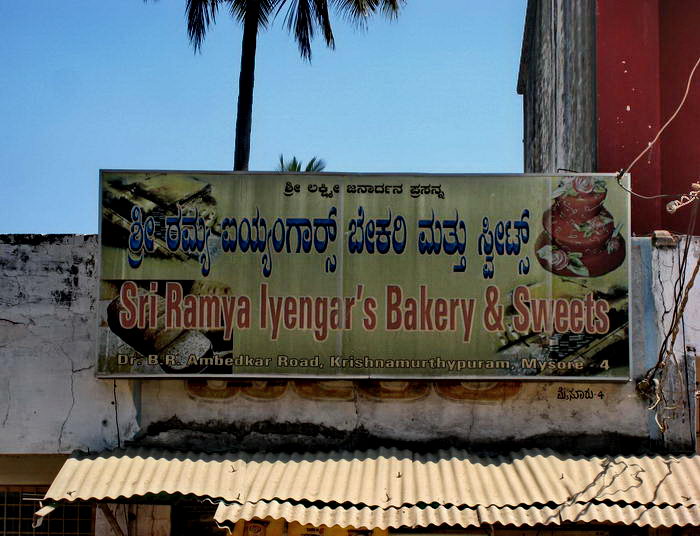 ಶ್ರೀ ಲಕ್ಷ್ಮೀ ಜನಾರ್ದನ ಪ್ರಸನ್ನ
ಶ್ರೀ ರಮ್ಯ ಐಯ್ಯಂಗಾರ್ಸ್ ಬೇಕರಿ ಮತ್ತು ಸ್ವೀಟ್ಸ್
Sri Ramya Iyengar's Bakery & Sweets
Dr. B.R. Ambedkar Road, Krishnamurthypuram, Mysore - 4
ಮೈಸೂರು-4